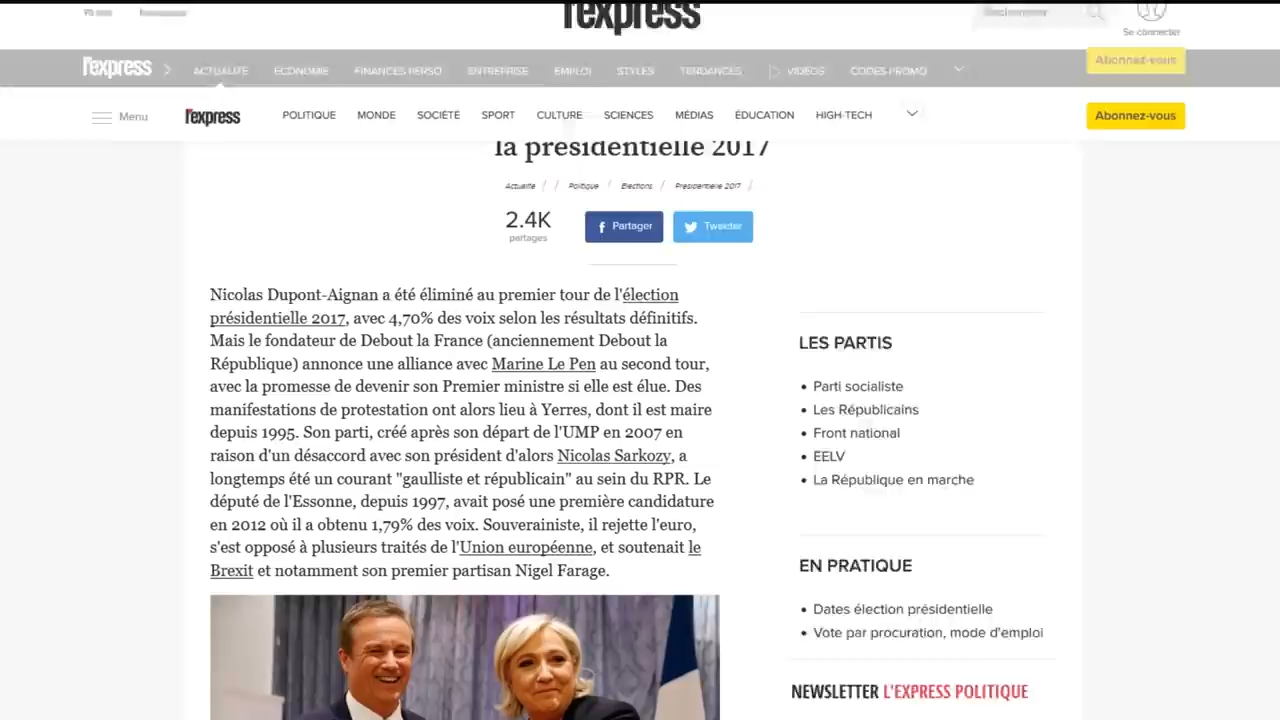 l'express
Se connecter
l'express
ACTUALITÉ
ÉCONOMIE
FINANCES PERSO
ENTREPRISE
EMPLOI
STYLES
TENDANCES
VIDÉOS
CODES PROMO
Abonnez-vous
Menu
l'express
POLITIQUE
MONDE
SOCIÉTÉ
SPORT
CULTURE
SCIENCES
MÉDIAS
ÉDUCATION
HIGH-TECH
Abonnez-vous
la présidentielle 2017
Actualité / / Politique / Elections / Présidentielle 2017 /
2.4K
partages
Partager
Tweeter
Nicolas Dupont-Aignan a été éliminé au premier tour de l'élection
présidentielle 2017, avec 4,70% des voix selon les résultats définitifs.
Mais le fondateur de Debout la France (anciennement Debout la
République) annonce une alliance avec Marine Le Pen au second tour,
avec la promesse de devenir son Premier ministre si elle est élue. Des
manifestations de protestation ont alors lieu à Yerres, dont il est maire
depuis 1995. Son parti, créé après son départ de l'UMP en 2007 en
raison d'un désaccord avec son président d'alors Nicolas Sarkozy, a
longtemps été un courant "gaulliste et républicain" au sein du RPR. Le
député de l'Essonne, depuis 1997, avait posé une première candidature
en 2012 où il a obtenu 1,79% des voix. Souverainiste, il rejette l'euro,
s'est opposé à plusieurs traités de l'Union européenne, et soutenait le
Brexit et notamment son premier partisan Nigel Farage.
LES PARTIS
• Parti socialiste
• Les Républicains
• Front national
• EELV
• La République en marche
EN PRATIQUE
• Dates élection présidentielle
• Vote par procuration, mode d'emploi
NEWSLETTER L'EXPRESS POLITIQUE